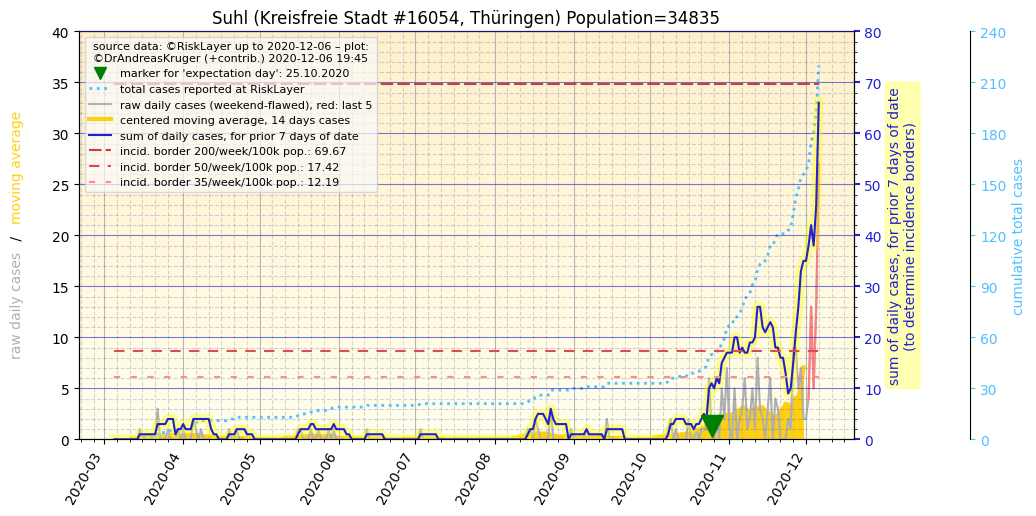 Suhl (Kreisfreie Stadt #16054, Thüringen) Population=34835
source data: ©RiskLayer up to 2020-12-06 – plot:
©DrAndreasKruger (+contrib.) 2020-12-06 19:45
marker for 'expectation day': 25.10.2020
total cases reported at RiskLayer
raw daily cases (weekend-flawed), red: last 5
centered moving average, 14 days cases
sum of daily cases, for prior 7 days of date
incid. border 200/week/100k pop.: 69.67
incid. border 50/week/100k pop.: 17.42
incid. border 35/week/100k pop.: 12.19
raw daily cases / moving average
40
35
30
25
20
15
10
5
0
80
70
60
50
40
30
20
10
0
sum of daily cases, for prior 7 days of date
(to determine incidence borders)
240
210
180
150
120
90
60
30
0
cumulative total cases
2020-03
2020-04
2020-05
2020-06
2020-07
2020-08
2020-09
2020-10
2020-11
2020-12